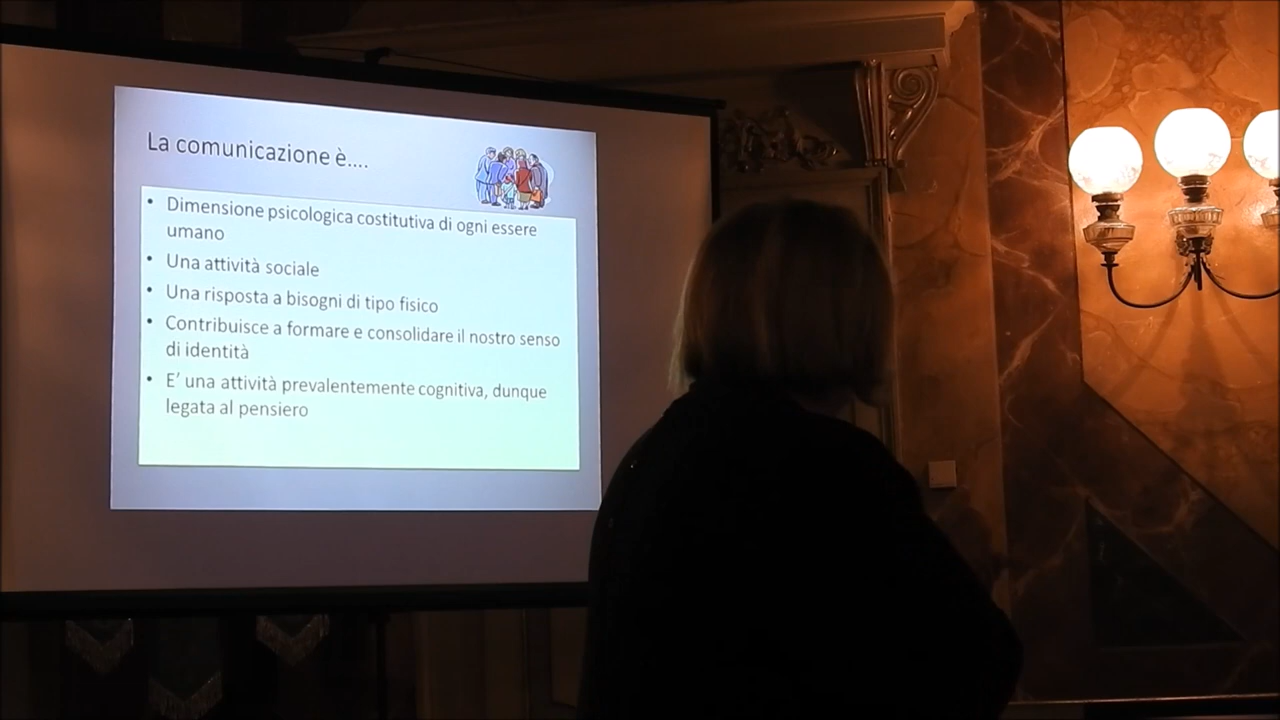 La comunicazione è....
• Dimensione psicologica costitutiva di ogni essere
umano
• Una attività sociale
• Una risposta a bisogni di tipo fisico
• Contribuisce a formare e consolidare il nostro senso
di identità
• E' una attività prevalentemente cognitiva, dunque
legata al pensiero